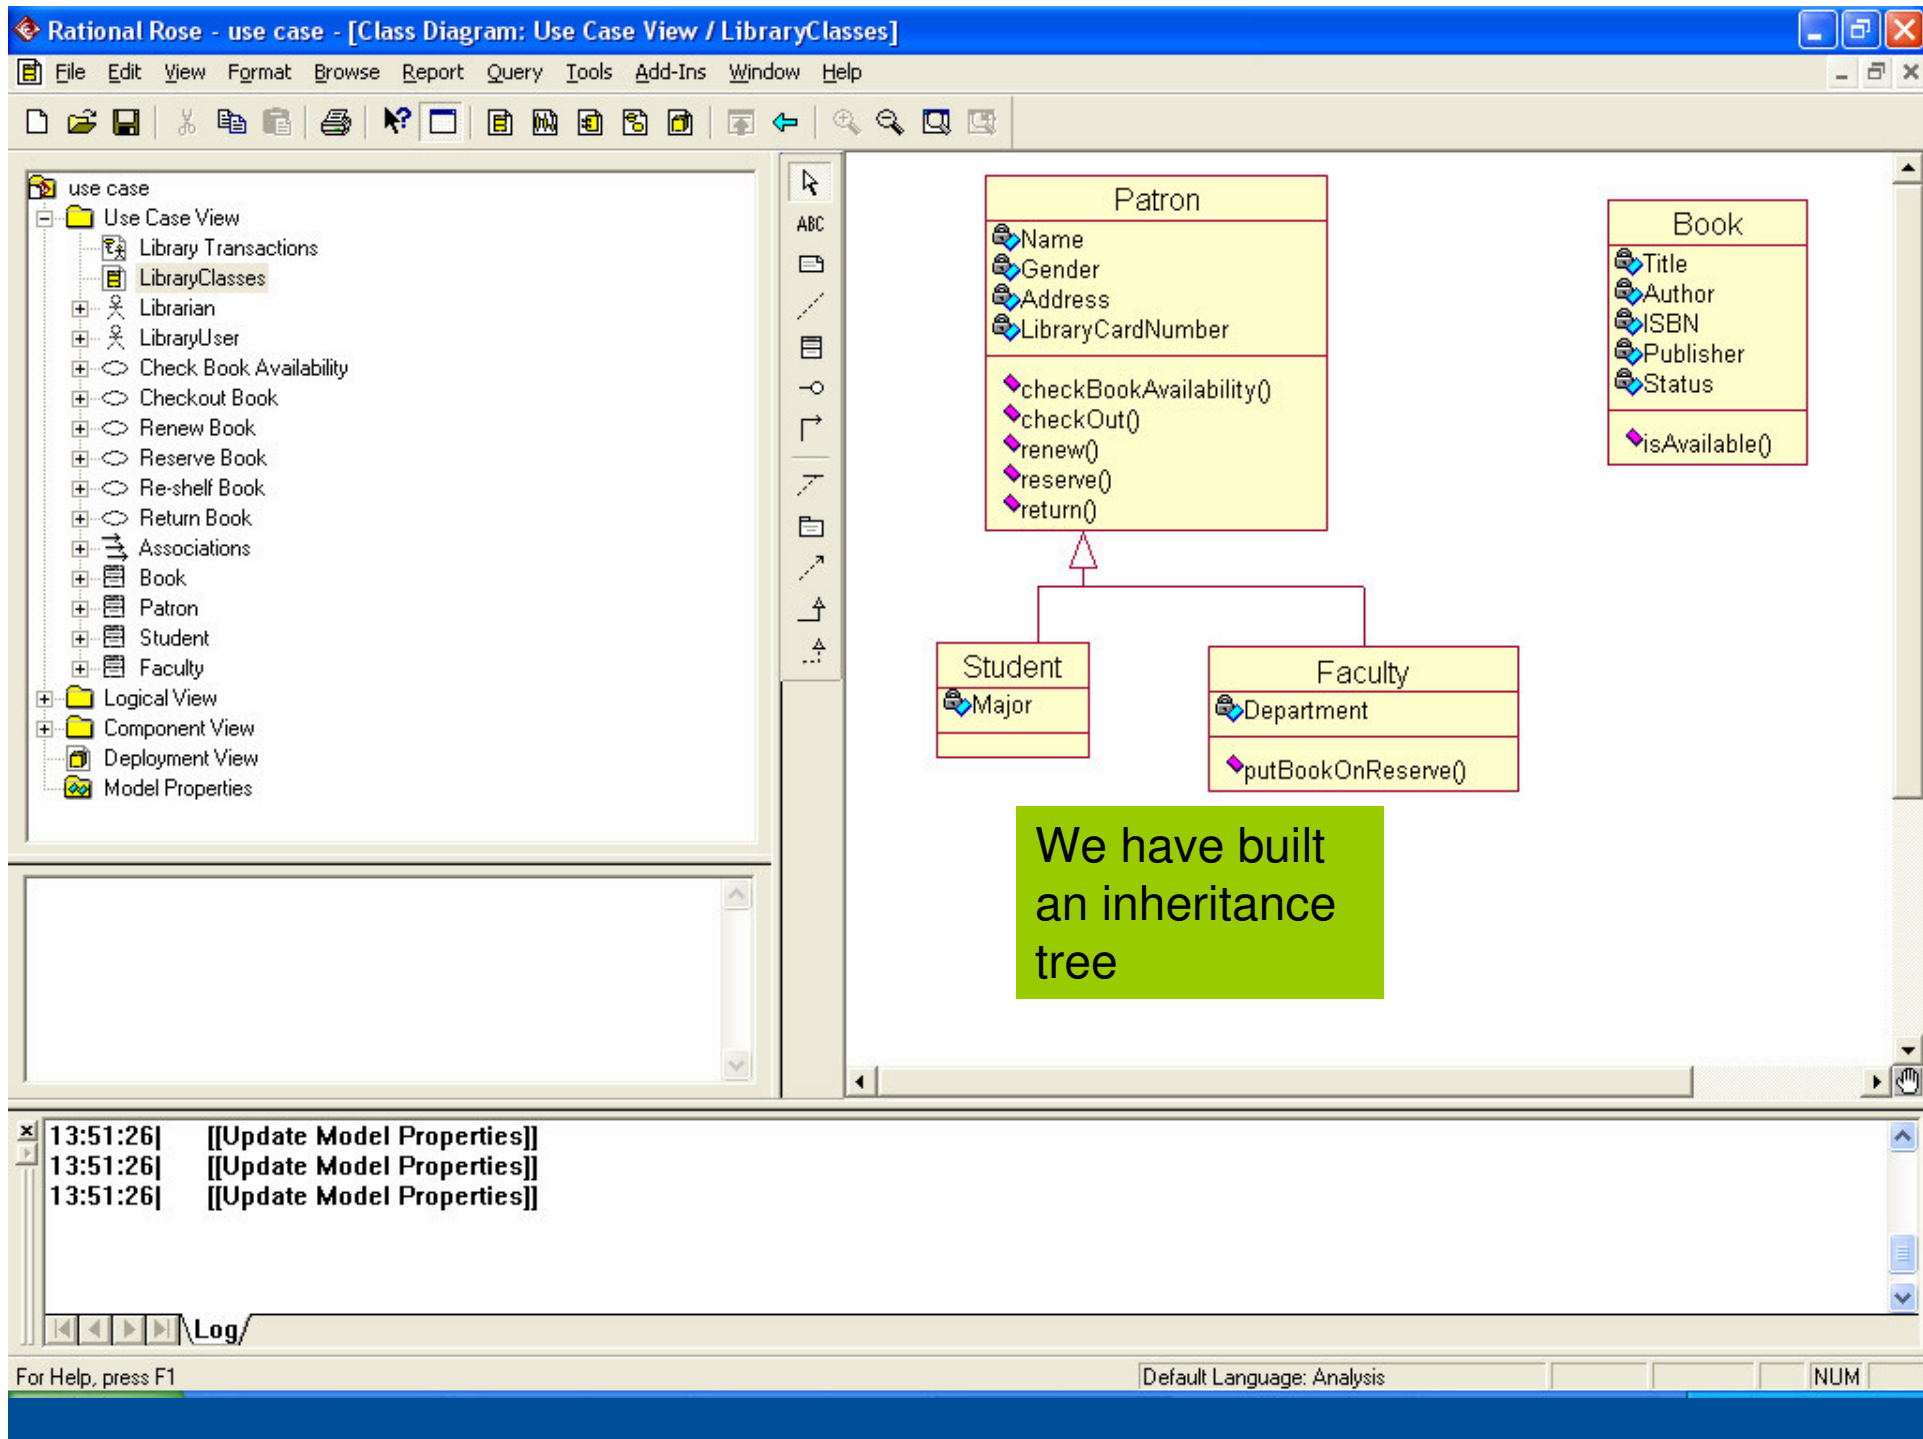 Rational Rose - use case - [Class Diagram: Use Case View / LibraryClasses]
File Edit View Format Browse Report Query Tools Add-Ins Window Help
use case
Use Case View
Library Transactions
LibraryClasses
Librarian
LibraryUser
Check Book Availability
Checkout Book
Renew Book
Reserve Book
Re-shelf Book
Return Book
Associations
Book
Patron
Student
Faculty
Logical View
Component View
Deployment View
Model Properties
ABC
Patron
Name
Gender
Address
LibraryCardNumber
checkBookAvailability()
checkOut()
renew()
reserve()
return()
Book
Title
Author
ISBN
Publisher
Status
isAvailable()
Student
Major
Faculty
Department
putBookOnReserve()
We have built
an inheritance
tree
13:51:26| [[Update Model Properties]]
13:51:26| [[Update Model Properties]]
13:51:26| [[Update Model Properties]]
Log
For Help, press F1 Default Language: Analysis NUM